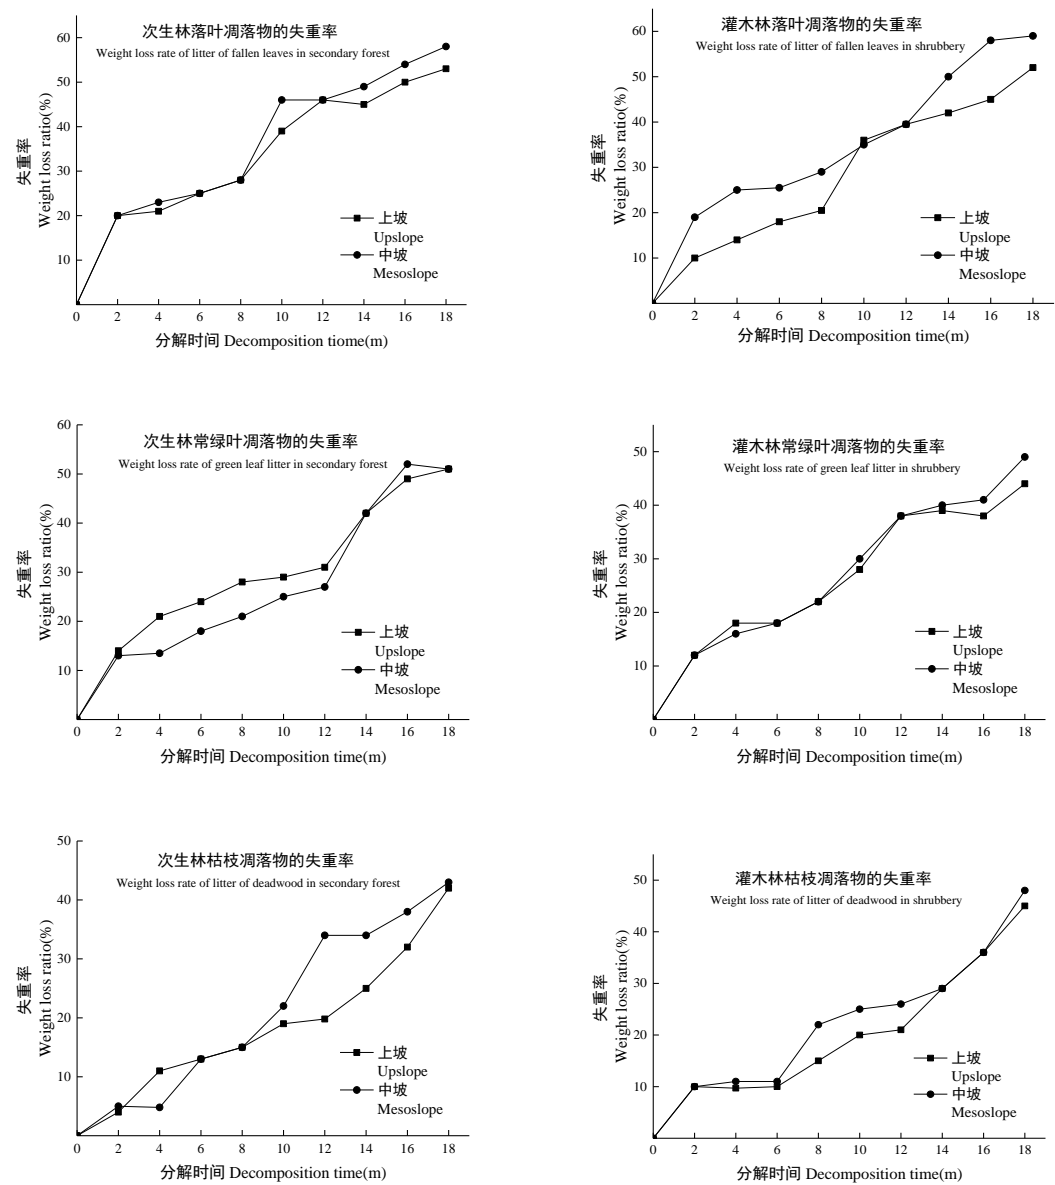 次生林落叶凋落物的失重率
Weight loss rate of litter of fallen leaves in secondary forest
60
50
40
30
20
10
失重率
Weight loss ratio(%)
上坡
Upslope
中坡
Mesoslope
0 2 4 6 8 10 12 14 16 18
分解时间 Decomposition tiome(m)
灌木林落叶凋落物的失重率
Weight loss rate of litter of fallen leaves in shrubbery
60
50
40
30
20
10
失重率
Weight loss ratio(%)
上坡
Upslope
中坡
Mesoslope
0 2 4 6 8 10 12 14 16 18
分解时间 Decomposition time(m)
次生林常绿叶凋落物的失重率
Weight loss rate of green leaf litter in secondary forest
60
50
40
30
20
10
失重率
Weight loss ratio(%)
上坡
Upslope
中坡
Mesoslope
0 2 4 6 8 10 12 14 16 18
分解时间 Decomposition time(m)
灌木林常绿叶凋落物的失重率
Weight loss rate of green leaf litter in shrubbery
50
40
30
20
10
失重率
Weight loss ratio(%)
上坡
Upslope
中坡
Mesoslope
0 2 4 6 8 10 12 14 16 18
分解时间 Decomposition time(m)
次生林枯枝凋落物的失重率
Weight loss rate of litter of deadwood in secondary forest
50
40
30
20
10
失重率
Weight loss ratio(%)
上坡
Upslope
中坡
Mesoslope
0 2 4 6 8 10 12 14 16 18
分解时间 Decomposition time(m)
灌木林枯枝凋落物的失重率
Weight loss rate of litter of deadwood in shrubbery
50
40
30
20
10
失重率
Weight loss ratio(%)
上坡
Upslope
中坡
Mesoslope
0 2 4 6 8 10 12 14 16 18
分解时间 Decomposition time(m)